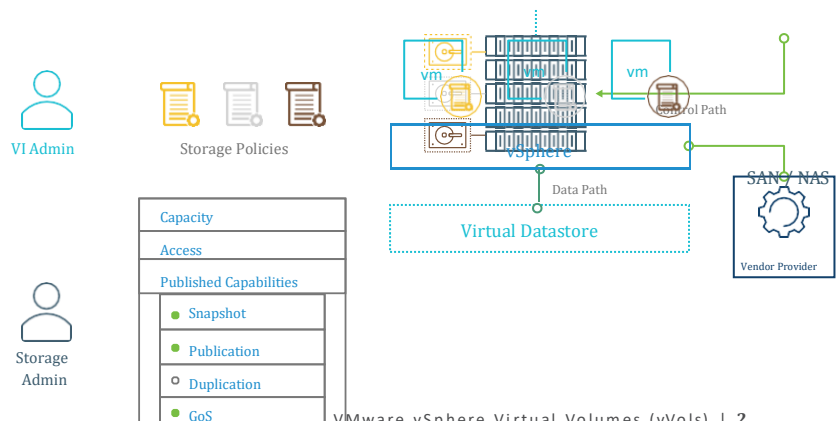 vm
vm
vm
Control Path
VI Admin
Storage Policies
vSphere
SAN / NAS
Data Path
Capacity
Virtual Datastore
Access
Vendor Provider
Published Capabilities
Snapshot
Publication
Storage
Admin
Duplication
GoS
VMware vSphere Virtual Volumes (vVols) | 2